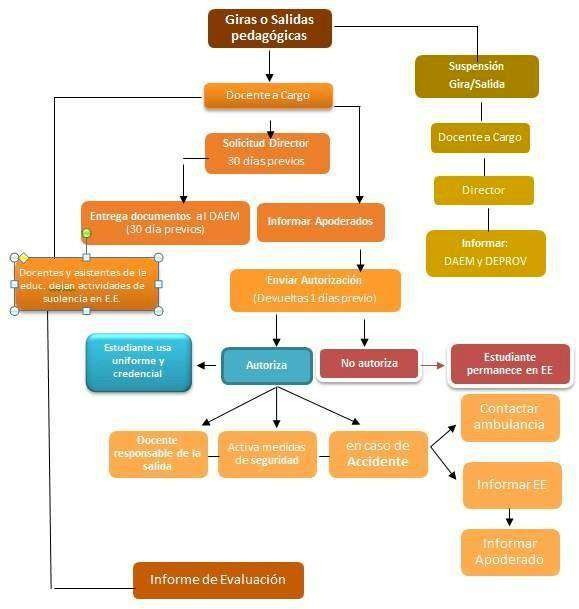 Giras o Salidas
pedagógicas
Suspensión
Gira/Salida
Docente a Cargo
Docente a Cargo
Solicitud Director
30 días previos
Director
Entrega documentos al DAEM
(30 día previos)
Informar Apoderados
Informar:
DAEM y DEPROV
Docentes y asistentes de la
educ. dejan actividades de
suplencia en E.E.
Enviar Autorización
(Devueltas 1 días previo)
Estudiante usa
uniforme y
credencial
Autoriza
No autoriza
Estudiante
permanece en EE
Contactar
ambulancia
Docente
responsable de la
salida
Activa medidas
de seguridad
en caso de
Accidente
Informar EE
Informar
Apoderado
Informe de Evaluación